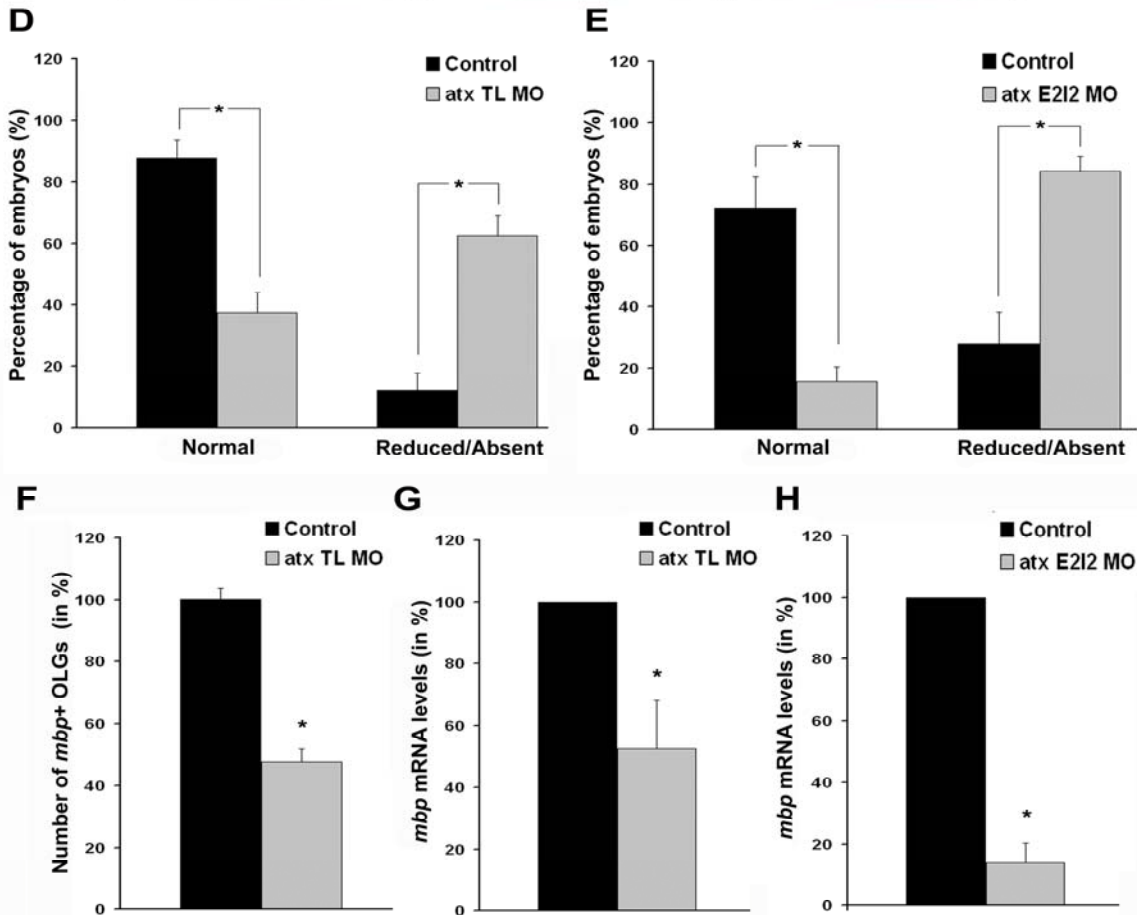 D
120
100
80
60
40
20
0
Percentage of embryos (%)
Control
atx TL MO
*
*
Normal
Reduced/Absent
E
120
100
80
60
40
20
0
Percentage of embryos (%)
Control
atx E2I2 MO
*
*
Normal
Reduced/Absent
F
120
100
80
60
40
20
0
Number of mbp+ OLGs (in %)
Control
atx TL MO
*
G
120
100
80
60
40
20
0
mbp mRNA levels (in %)
Control
atx TL MO
*
H
120
100
80
60
40
20
0
mbp mRNA levels (in %)
Control
atx E2I2 MO
*